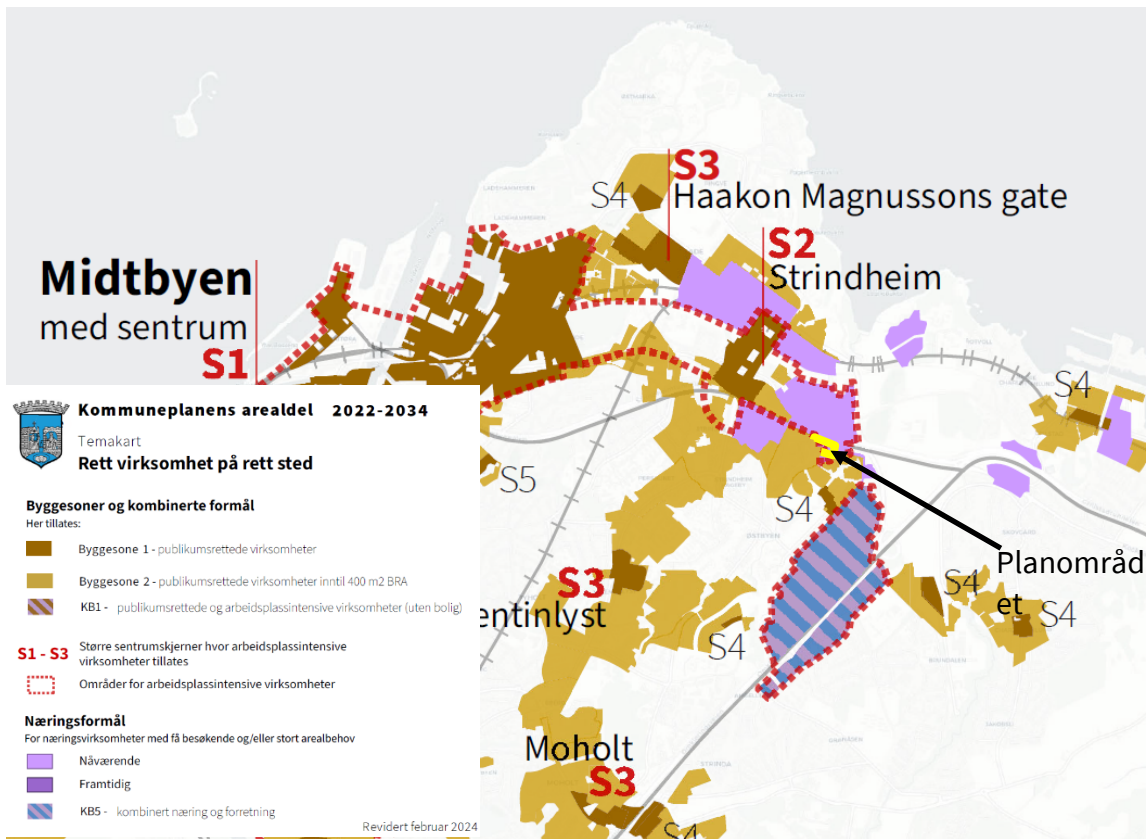 S3
S4
Haakon Magnussons gate
S2
Strindheim
Midtbyen
med sentrum
S1
S4
S5
S4
Planområd
et
S3
entinlyst
S4
S4
S4
Moholt
S3
S4
Kommuneplanens arealdel 2022-2034
Temakart
Rett virksomhet på rett sted
Byggesoner og kombinerte formål
Her tillates:
Byggesone 1 - publikumsrettede virksomheter
Byggesone 2 - publikumsrettede virksomheter inntil 400 m2 BRA
KB1 - publikumsrettede og arbeidsplassintensive virksomheter (uten bolig)
S1 - S3 Større sentrumskjerner hvor arbeidsplassintensive
virksomheter tillates
Områder for arbeidsplassintensive virksomheter
Næringsformål
For næringsvirksomheter med få besøkende og/eller stort arealbehov
Nåværende
Framtidig
KB5 - kombinert næring og forretning
Revidert februar 2024